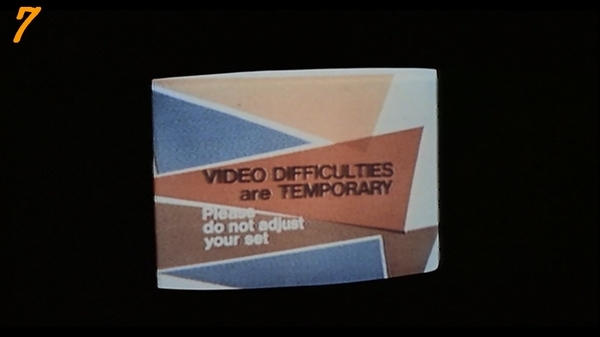 7
VIDEO DIFFICULTIES
are TEMPORARY
Please
do not adjust
your set